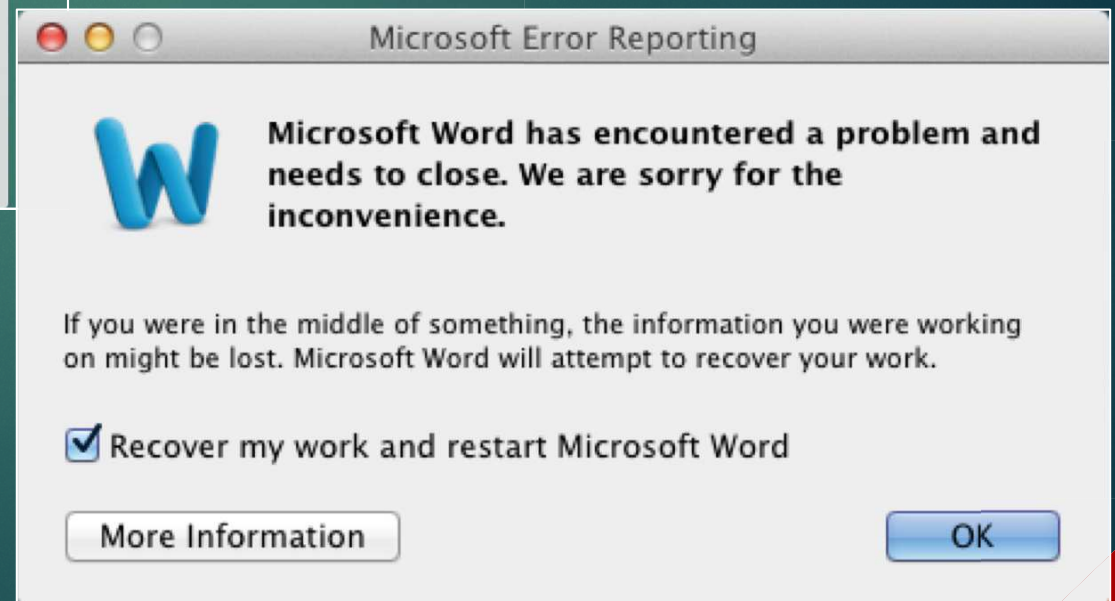 Microsoft Error Reporting
Microsoft Word has encountered a problem and
needs to close. We are sorry for the
inconvenience.
If you were in the middle of something, the information you were working
on might be lost. Microsoft Word will attempt to recover your work.
Recover my work and restart Microsoft Word
More Information
OK